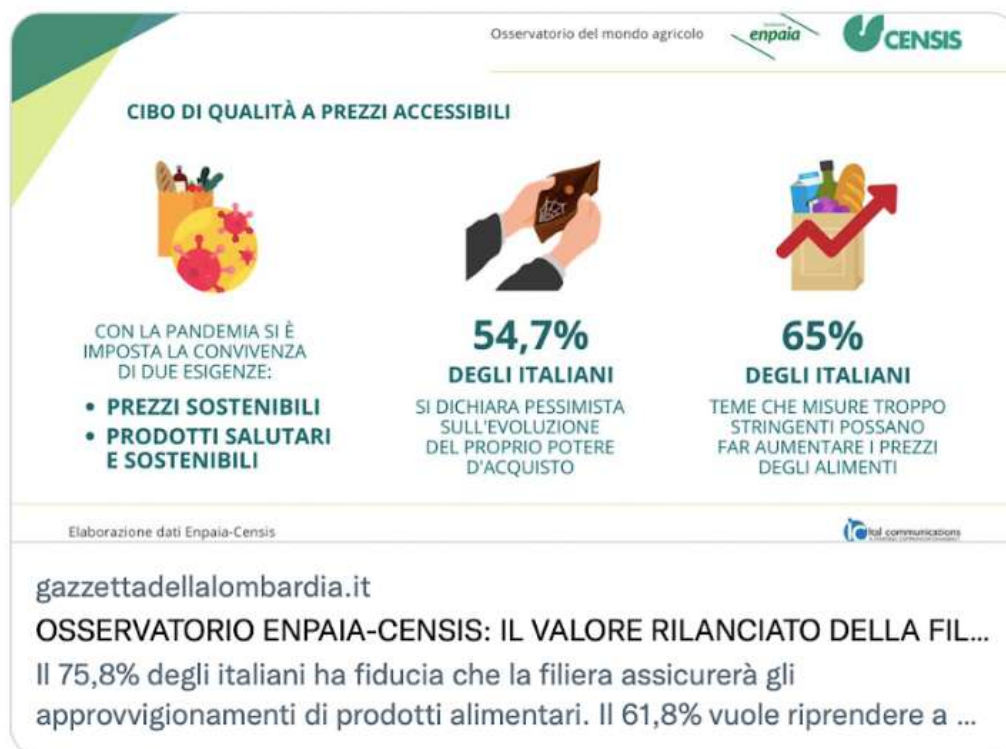 Osservatorio del mondo agricolo
enpaia
CENSIS
CIBO DI QUALITÀ A PREZZI ACCESSIBILI
CON LA PANDEMIA SI È
IMPOSTA LA CONVIVENZA
DI DUE ESIGENZE:
• PREZZI SOSTENIBILI
• PRODOTTI SALUTARI
E SOSTENIBILI
54,7%
DEGLI ITALIANI
SI DICHIARA PESSIMISTA
SULL'EVOLUZIONE
DEL PROPRIO POTERE
D'ACQUISTO
65%
DEGLI ITALIANI
TEME CHE MISURE TROPPO
STRINGENTI POSSANO
FAR AUMENTARE I PREZZI
DEGLI ALIMENTI
Elaborazione dati Enpaia-Censis
ital communications
gazzettadellalombardia.it
OSSERVATORIO ENPAIA-CENSIS: IL VALORE RILANCIATO DELLA FIL...
Il 75,8% degli italiani ha fiducia che la filiera assicurerà gli
approvvigionamenti di prodotti alimentari. Il 61,8% vuole riprendere a ...